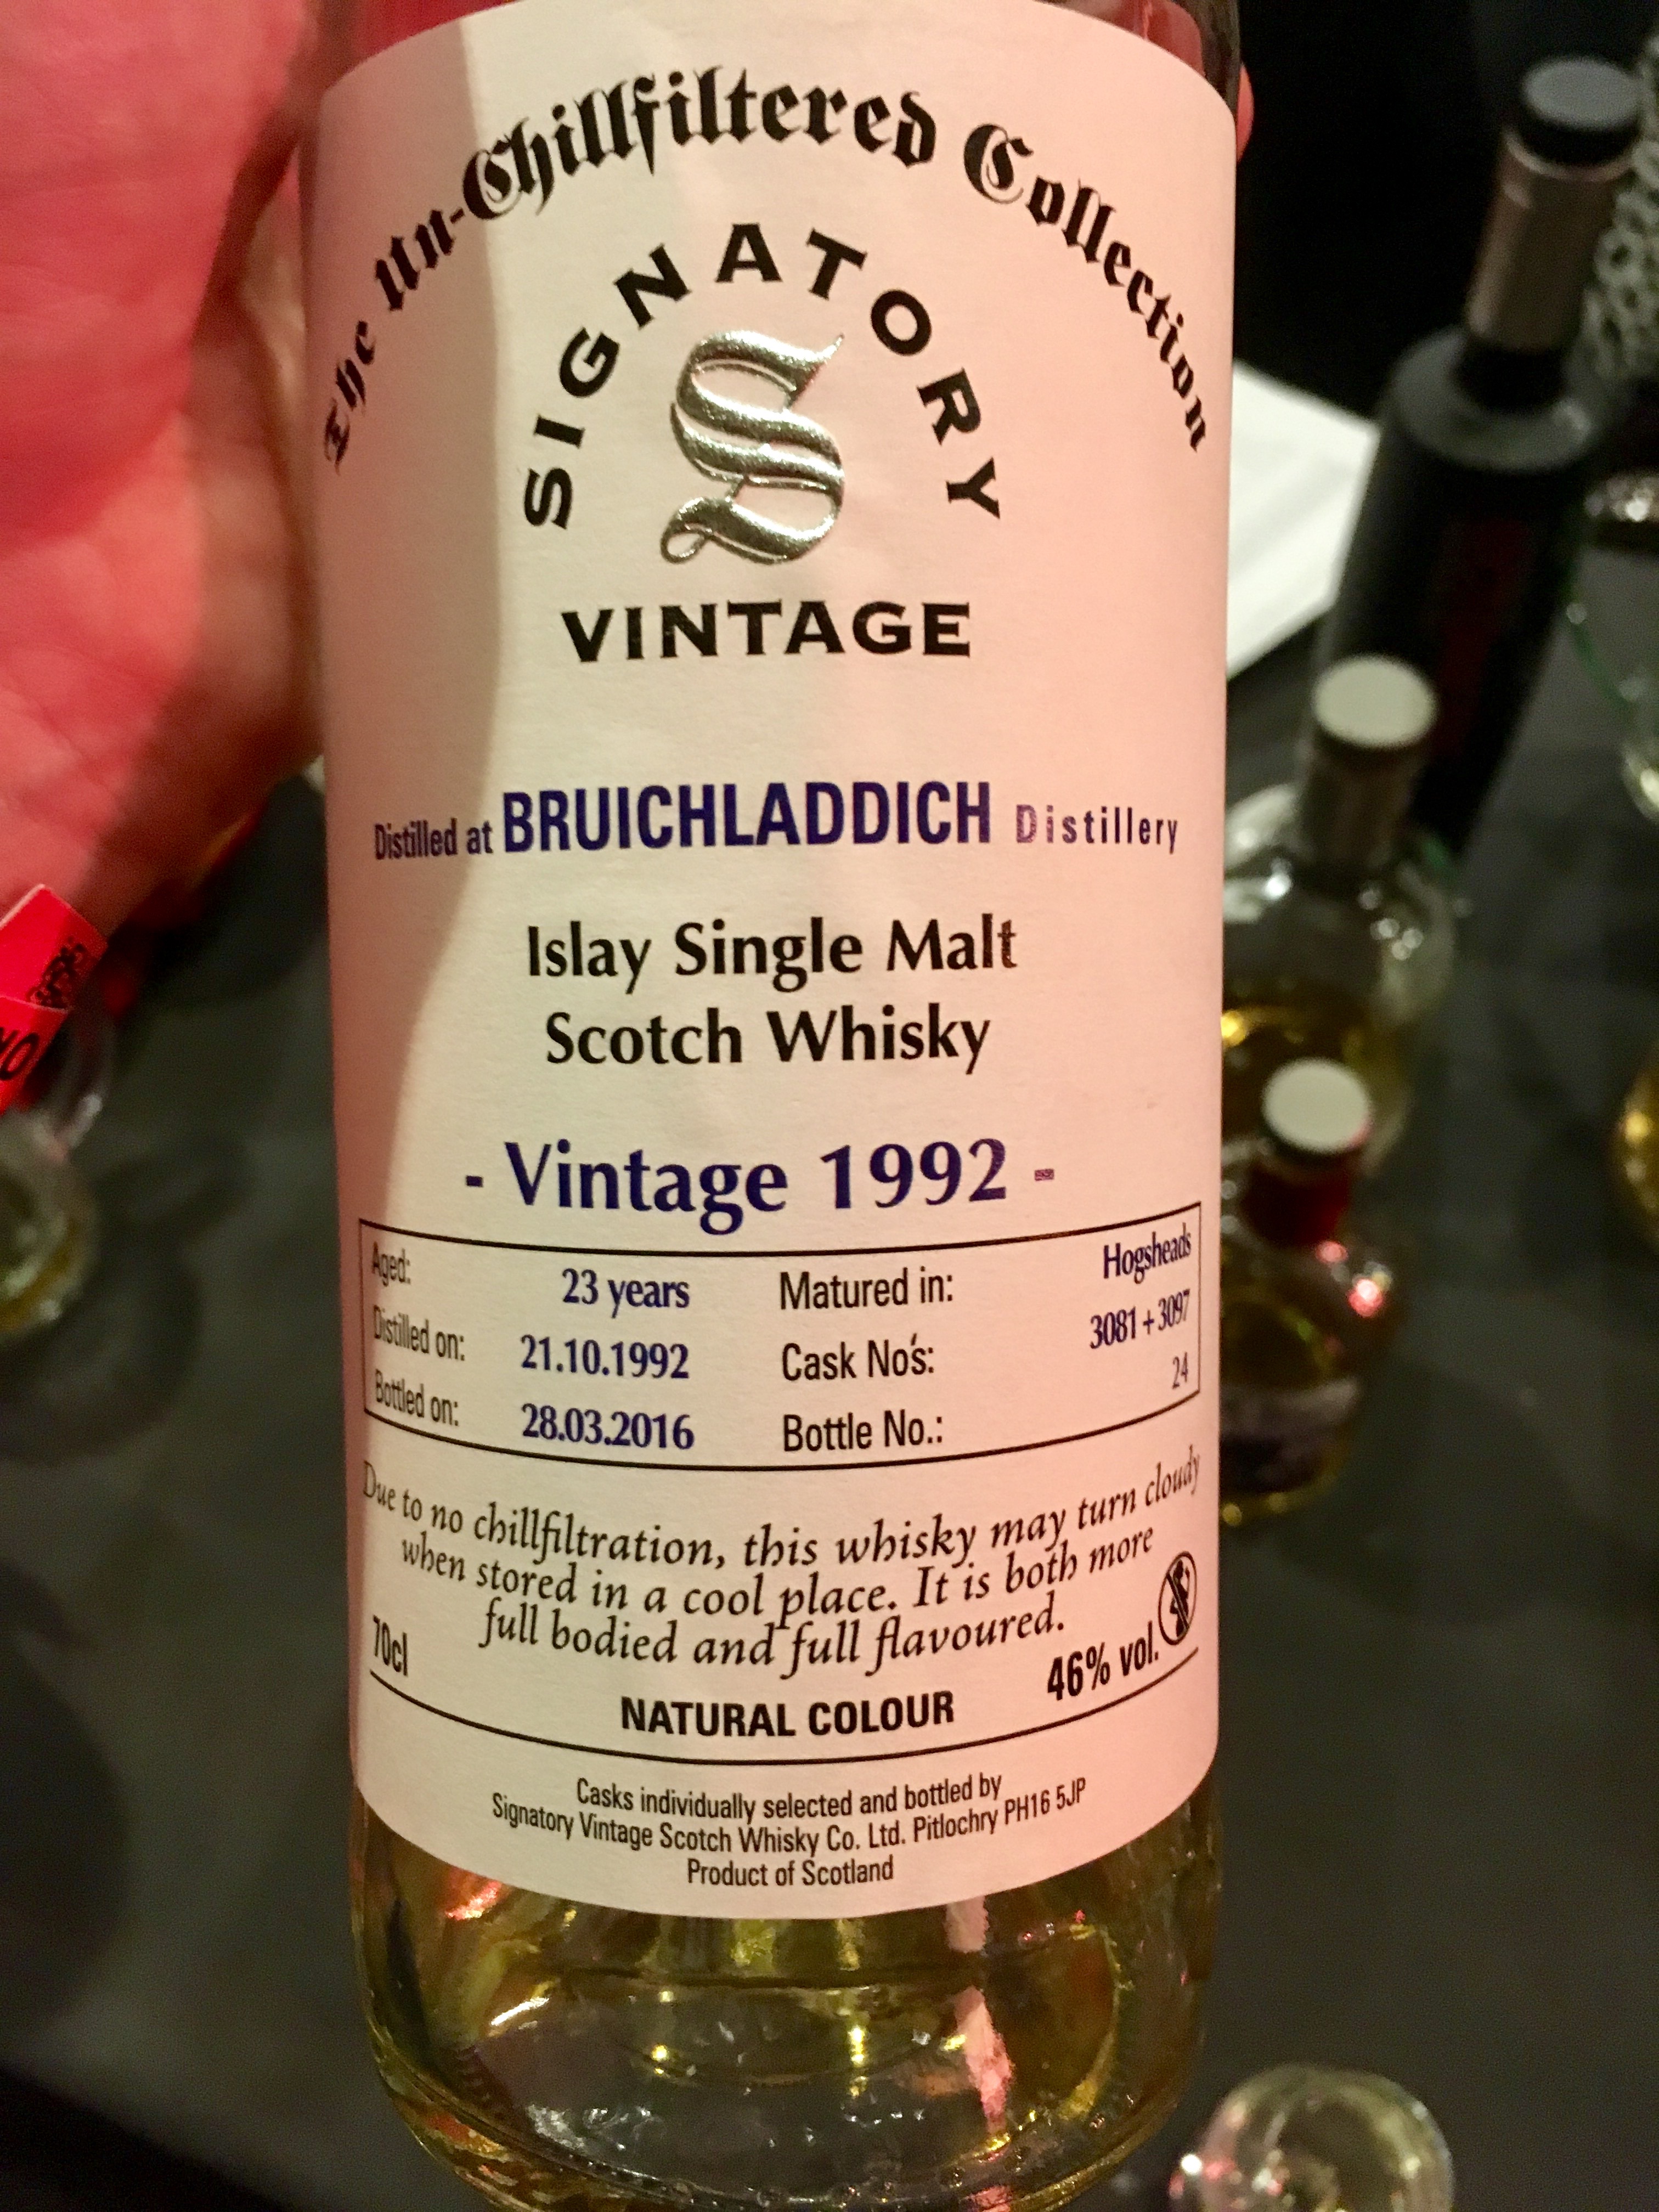 The Un-Chillfiltered Collection
SIGNATORY
S
VINTAGE
Distilled at BRUICHLADDICH Distillery
Islay Single Malt
Scotch Whisky
- Vintage 1992 -
Aged: 23 years Matured in: Hogsheads
Distilled on: 21.10.1992 Cask No's: 3081 + 3097
Bottled on: 28.03.2016 Bottle No.: 24
Due to no chillfiltration, this whisky may turn cloudy
when stored in a cool place. It is both more
full bodied and full flavoured.
70cl 46% vol.
NATURAL COLOUR
Casks individually selected and bottled by
Signatory Vintage Scotch Whisky Co. Ltd. Pitlochry PH16 5JP
Product of Scotland